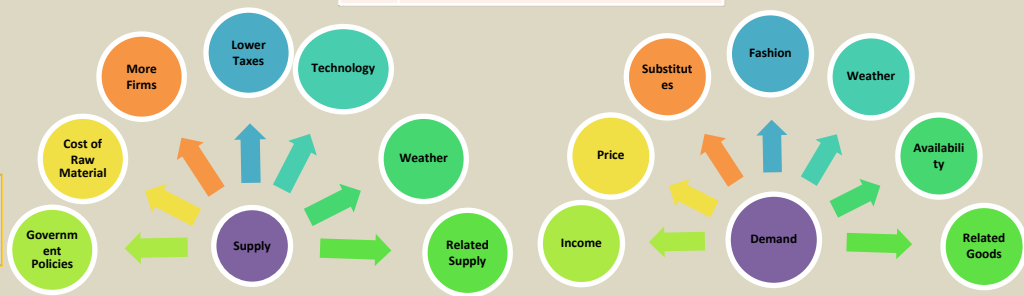 Lower
Taxes
More
Firms
Technology
Cost of
Raw
Material
Weather
Governm
ent
Policies
Supply
Related
Supply
Fashion
Substitut
es
Weather
Price
Availabili
ty
Income
Demand
Related
Goods